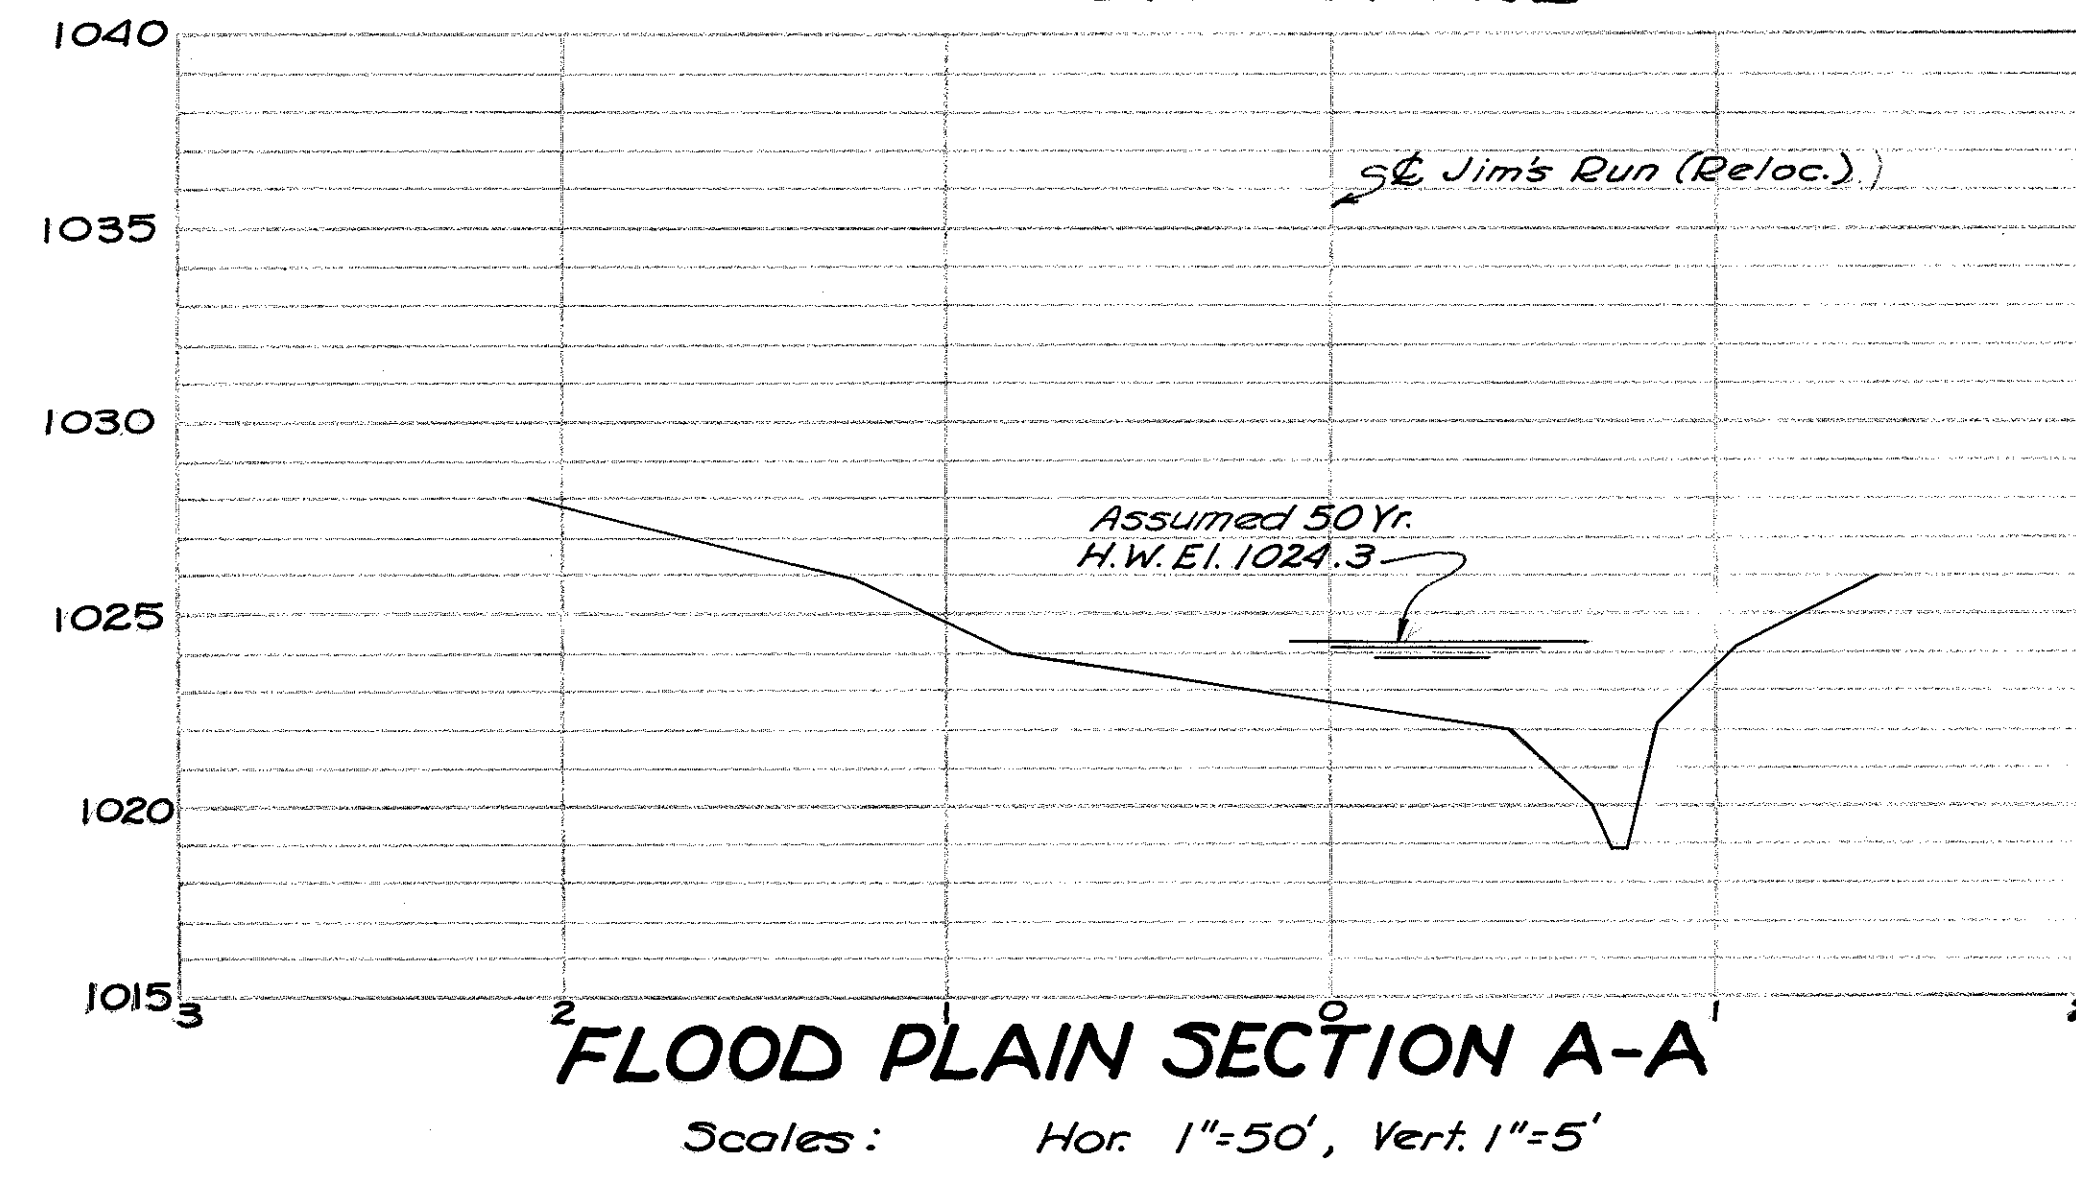 1040
℄ Jim's Run (Reloc.)
1035
1030
Assumed 50 Yr.
H.W. El. 1024.3
1025
1020
1015
3 2 1 0 1
FLOOD PLAIN SECTION A-A
Scales: Hor. 1"=50', Vert. 1"=5'